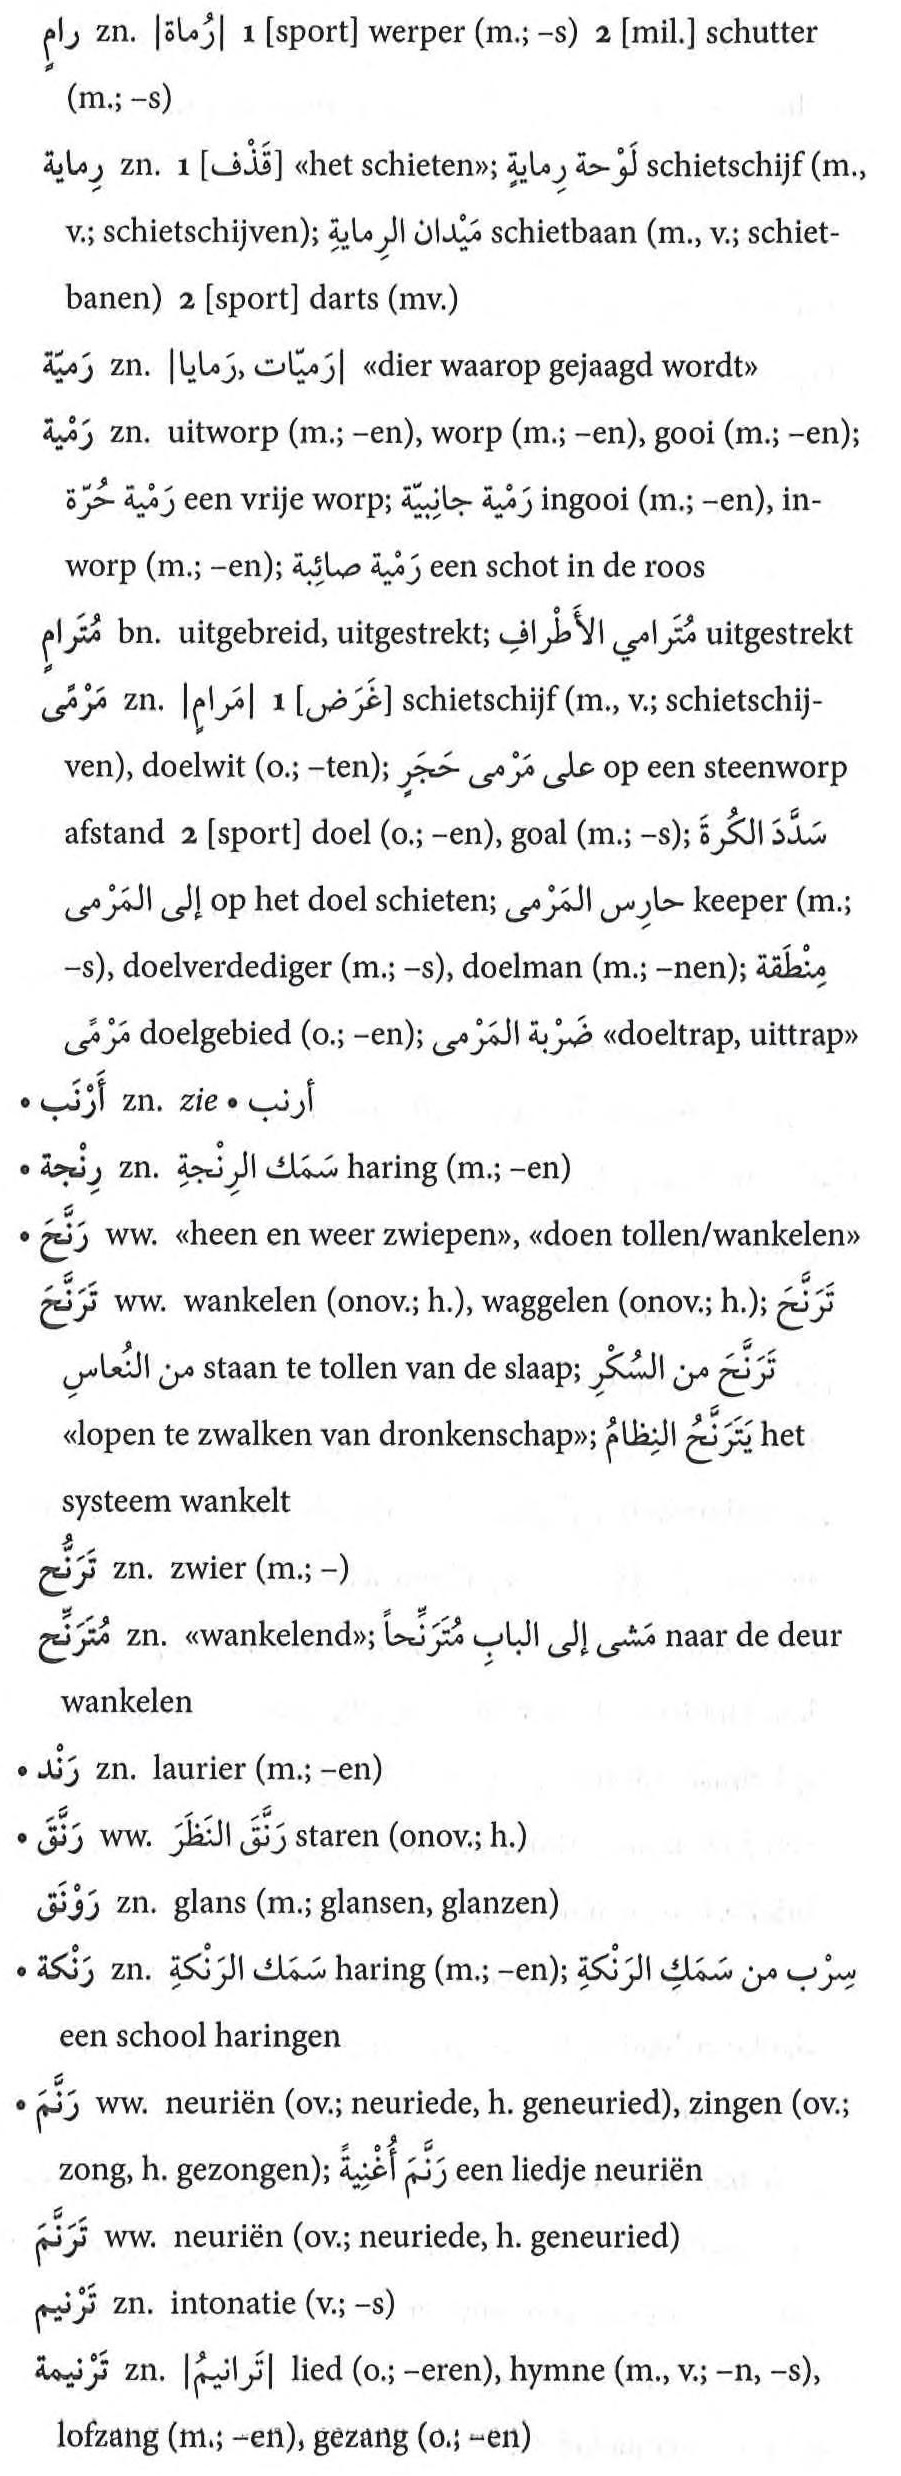 رامٍ zn. |رُماة| 1 [sport] werper (m.; –s) 2 [mil.] schutter
(m.; –s)
رِماية zn. 1 [قَذْف] «het schieten»; لَوْحة رِمايةٍ schietschijf (m.,
v.; schietschijven); مَيْدان الرِمايةِ schietbaan (m., v.; schiet-
banen) 2 [sport] darts (mv.)
رَميّة zn. |رَميّات, رَمايا| «dier waarop gejaagd wordt»
رَمْية zn. uitworp (m.; –en), worp (m.; –en), gooi (m.; –en);
رَمْية حُرّة een vrije worp; رَمْية جانِبيّة ingooi (m.; –en), in-
worp (m.; –en); رَمْية صائِبة een schot in de roos
مُتَرامٍ bn. uitgebreid, uitgestrekt; مُتَرامي الأَطْرافِ uitgestrekt
مَرْمًى zn. |مَرامٍ| 1 [غَرَض] schietschijf (m., v.; schietschij-
ven), doelwit (o.; –ten); على مَرْمى حَجَرٍ op een steenworp
afstand 2 [sport] doel (o.; –en), goal (m.; –s); سَدَّدَ الكُرةَ
إلى المَرْمى op het doel schieten; حارِس المَرْمى keeper (m.;
–s), doelverdediger (m.; –s), doelman (m.; –nen); مِنْطَقة
مَرْمًى doelgebied (o.; –en); ضَرْبة المَرْمى «doeltrap, uittrap»
• أَرْنَب zn. zie • أرنب
• رِنْجة zn. سَمَك الرِنْجةِ haring (m.; –en)
• رَنَّحَ ww. «heen en weer zwiepen», «doen tollen/wankelen»
تَرَنَّحَ ww. wankelen (onov.; h.), waggelen (onov.; h.); تَرَنَّحَ
من النُعاسِ staan te tollen van de slaap; تَرَنَّحَ من السُكْرِ
«lopen te zwalken van dronkenschap»; يَتَرَنَّحُ النِظامُ het
systeem wankelt
تَرَنُّح zn. zwier (m.; –)
مُتَرَنِّح zn. «wankelend»; مَشى إلى البابِ مُتَرَنِّحاً naar de deur
wankelen
• رَنْد zn. laurier (m.; –en)
• رَنَّقَ ww. رَنَّقَ النَظَرَ staren (onov.; h.)
رَوْنَق zn. glans (m.; glansen, glanzen)
• رَنْكة zn. سَمَك الرَنْكةِ haring (m.; –en); سِرْب من سَمَكِ الرَنْكةِ
een school haringen
• رَنَّمَ ww. neuriën (ov.; neuriede, h. geneuried), zingen (ov.;
zong, h. gezongen); رَنَّمَ أُغْنِيةً een liedje neuriën
تَرَنَّمَ ww. neuriën (ov.; neuriede, h. geneuried)
تَرْنيم zn. intonatie (v.; –s)
تَرْنيمة zn. |تَرانيمُ| lied (o.; –eren), hymne (m., v.; –n, –s),
lofzang (m.; –en), gezang (o.; –en)